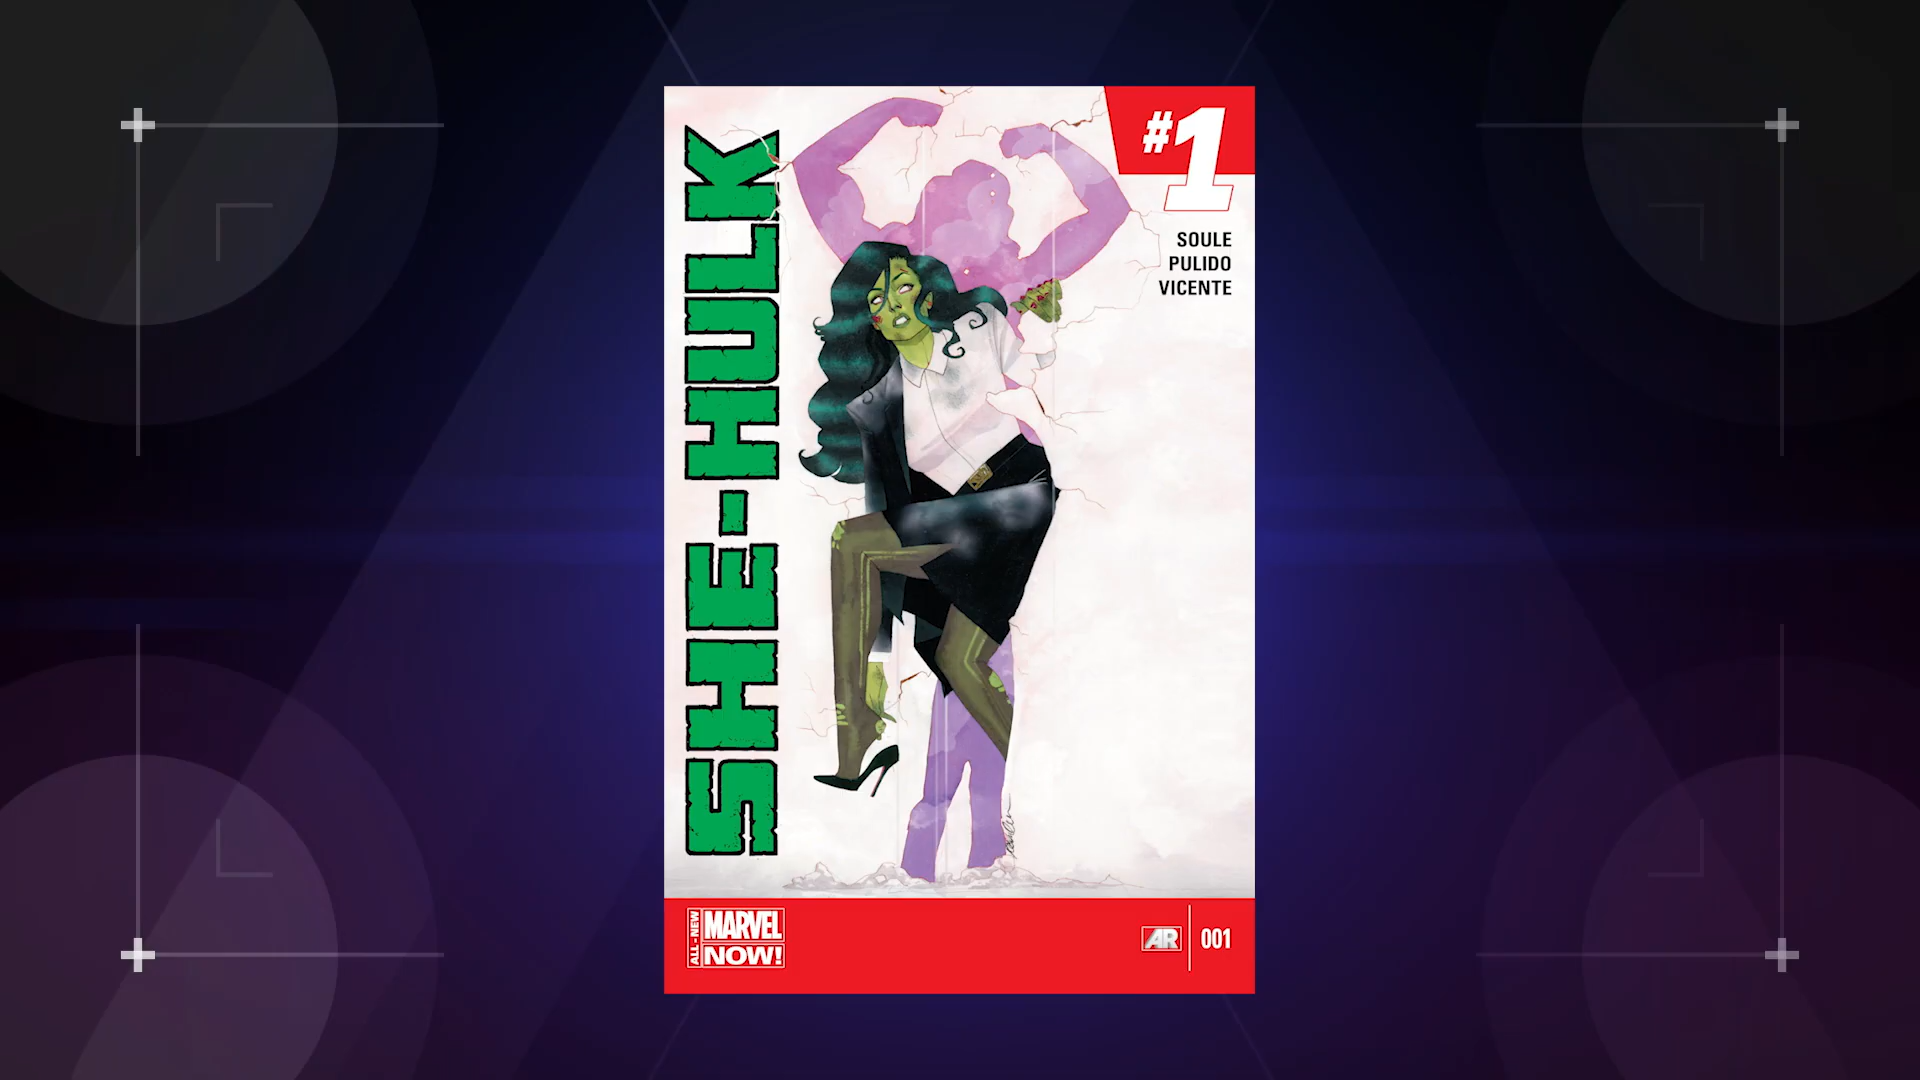 SHE-HULK
#1
SOULE
PULIDO
VICENTE
ALL-NEW
MARVEL
NOW!
AR
001